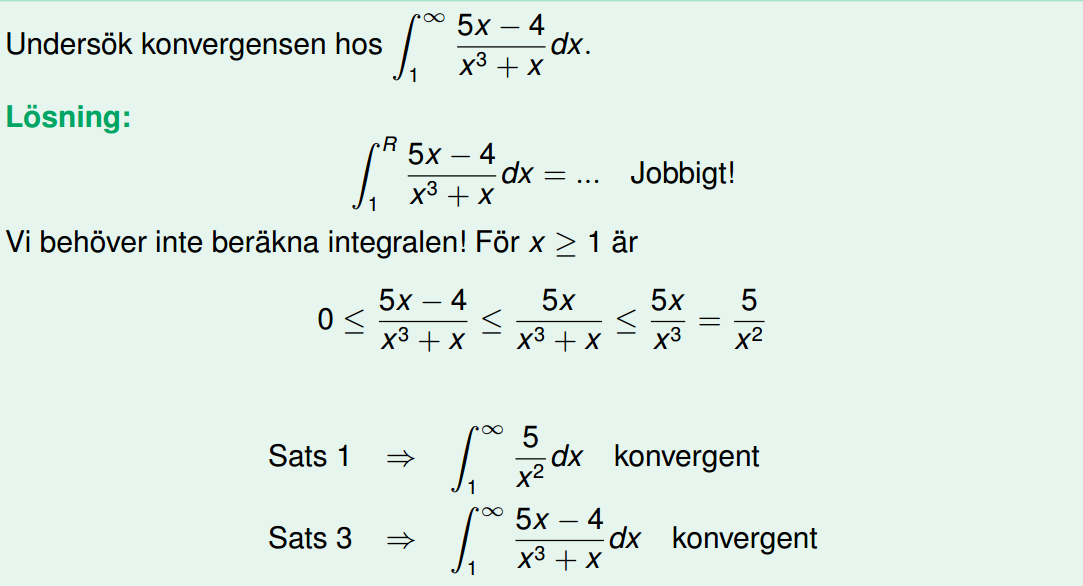 Undersök konvergensen hos $\int_1^\infty \frac{5x-4}{x^3+x}dx.$
Lösning:
$\int_1^R \frac{5x-4}{x^3+x}dx = ...$ Jobbigt!
Vi behöver inte beräkna integralen! För $x \geq 1$ är
$0 \leq \frac{5x-4}{x^3+x} \leq \frac{5x}{x^3+x} \leq \frac{5x}{x^3} = \frac{5}{x^2}$
Sats 1 $\Rightarrow \int_1^\infty \frac{5}{x^2}dx$ konvergent
Sats 3 $\Rightarrow \int_1^\infty \frac{5x-4}{x^3+x}dx$ konvergent